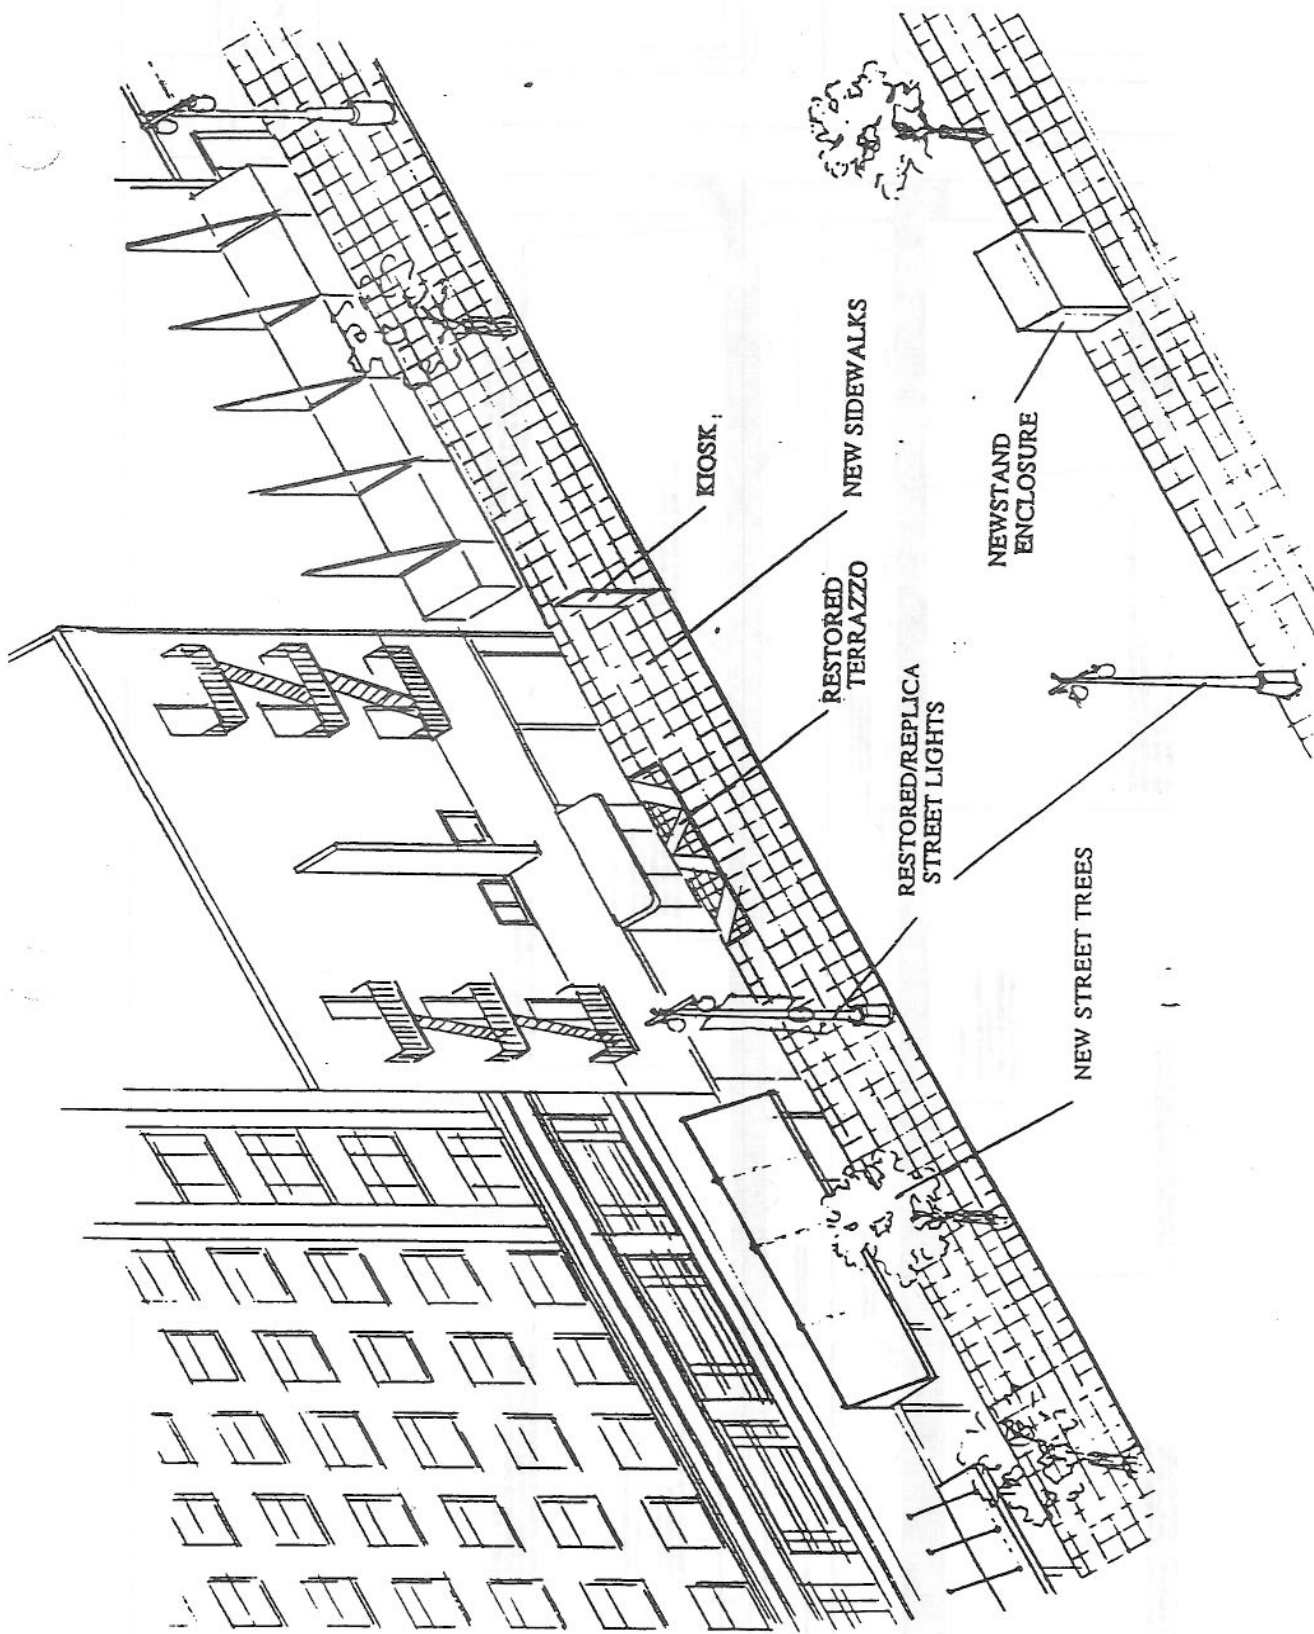 KIOSK
NEW SIDEWALKS
RESTORED
TERRAZZO
NEWSTAND
ENCLOSURE
RESTORED/REPLICA
STREET LIGHTS
NEW STREET TREES